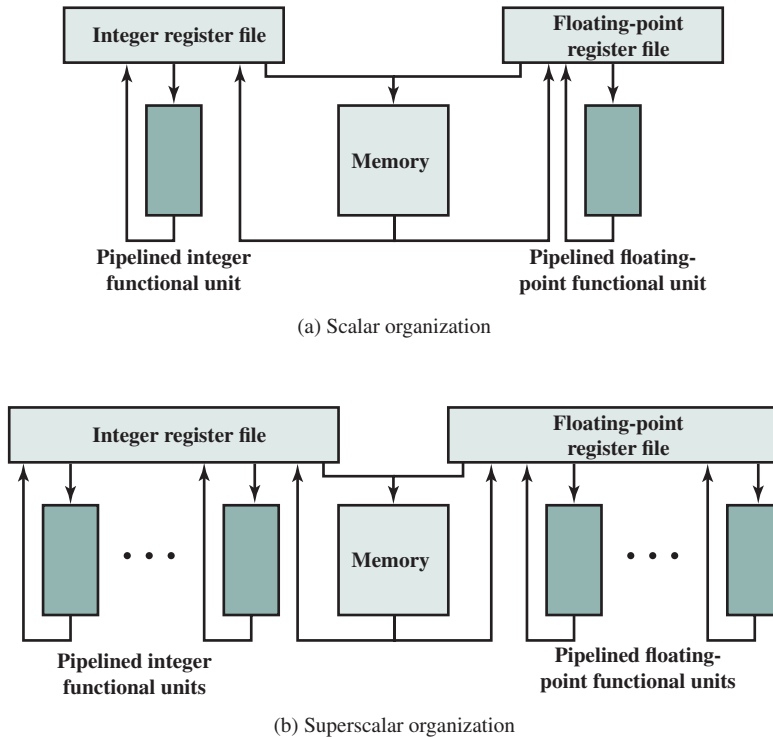 Integer register file
Floating-point
register file
Memory
Pipelined integer
functional unit
Pipelined floating-
point functional unit
(a) Scalar organization
Integer register file
Floating-point
register file
Memory
Pipelined integer
functional units
Pipelined floating-
point functional units
(b) Superscalar organization